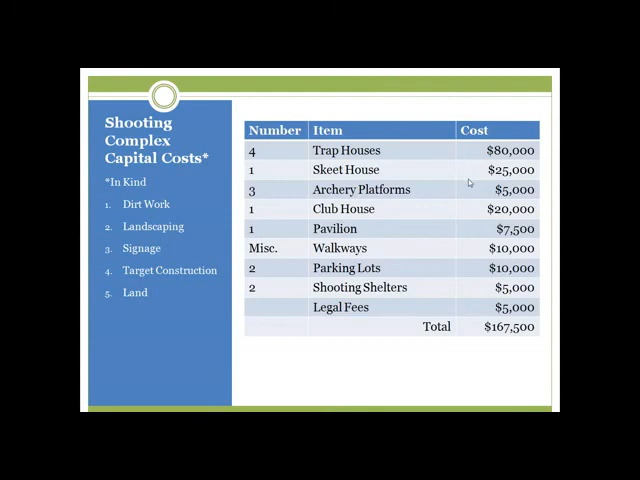 Shooting
Complex
Capital Costs*
*In Kind
1. Dirt Work
2. Landscaping
3. Signage
4. Target Construction
5. Land
Number Item Cost
4 Trap Houses $80,000
1 Skeet House $25,000
3 Archery Platforms $5,000
1 Club House $20,000
1 Pavilion $7,500
Misc. Walkways $10,000
2 Parking Lots $10,000
2 Shooting Shelters $5,000
Legal Fees $5,000
Total $167,500